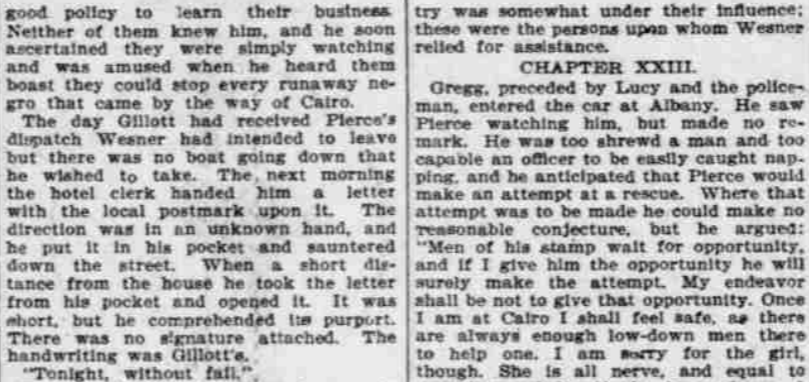 good policy to learn their business.
Neither of them knew him, and he soon
ascertained they were simply watching
and was amused when he heard them
boast they could stop every runaway ne-
gro that came by the way of Cairo.
The day Gillott had received Pierce's
dispatch Wesner had intended to leave
but there was no boat going down that
he wished to take. The next morning
the hotel clerk handed him a letter
with the local postmark upon it. The
direction was in an unknown hand, and
he put it in his pocket and sauntered
down the street. When a short dis-
tance from the house he took the letter
from his pocket and opened it. It was
short, but he comprehended its purport.
There was no signature attached. The
handwriting was Gillott's.
"Tonight, without fail."
try was somewhat under their influence;
these were the persons upon whom Wesner
relied for assistance.
CHAPTER XXIII.
Gregg, preceded by Lucy and the police-
man, entered the car at Albany. He saw
Pierce watching him, but made no re-
mark. He was too shrewd a man and too
capable an officer to be easily caught nap-
ping, and he anticipated that Pierce would
make an attempt at a rescue. Where that
attempt was to be made he could make no
reasonable conjecture, but he argued:
"Men of his stamp wait for opportunity,
and if I give him the opportunity he will
surely make the attempt. My endeavor
shall be not to give that opportunity. Once
I am at Cairo I shall feel safe, as there
are always enough low-down men there
to help one. I am sorry for the girl,
though. She is all nerve, and equal to